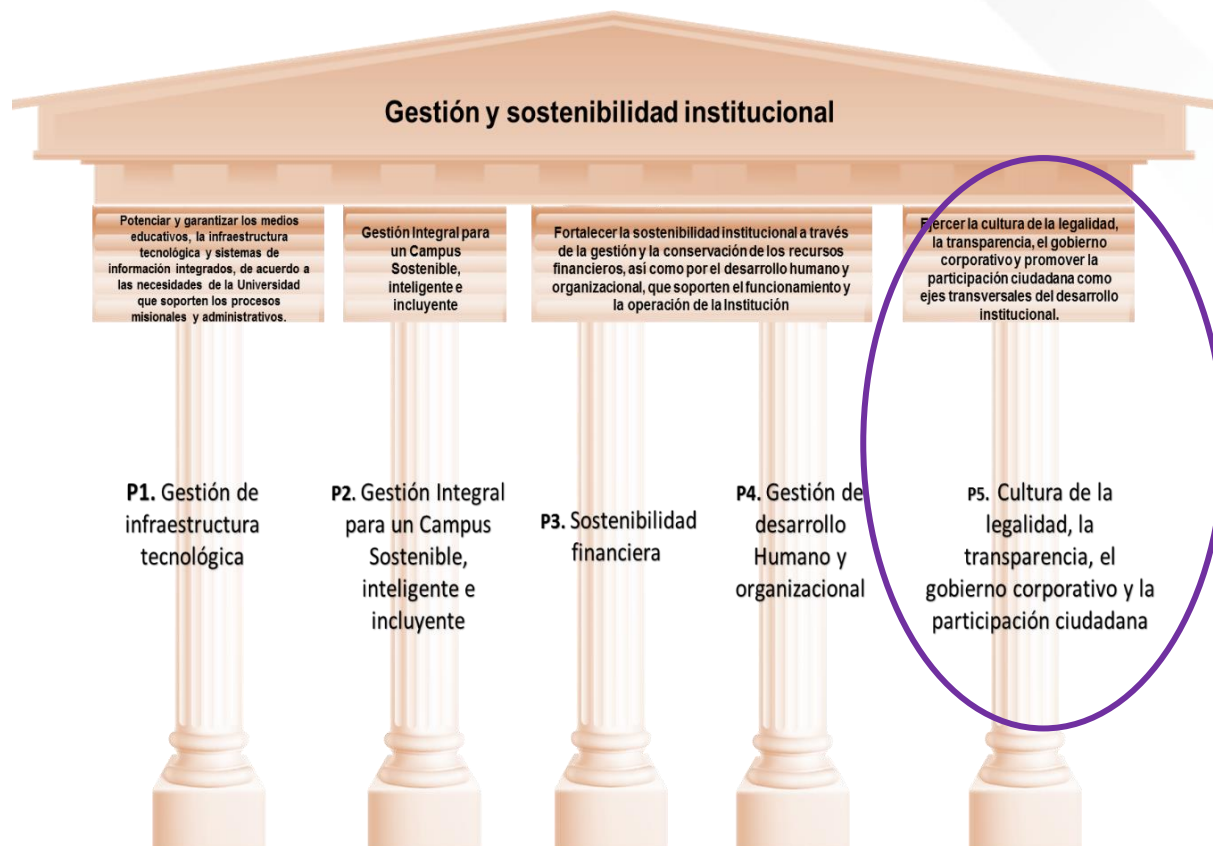 Gestión y sostenibilidad institucional
Potenciar y garantizar los medios
educativos, la infraestructura
tecnológica y sistemas de
información integrados, de acuerdo a
las necesidades de la Universidad
que soporten los procesos
misionales y administrativos.
Gestión Integral para
un Campus
Sostenible,
inteligente e
incluyente
Fortalecer la sostenibilidad institucional a través
de la gestión y la conservación de los recursos
financieros, así como por el desarrollo humano y
organizacional, que soporten el funcionamiento y
la operación de la Institución
Ejercer la cultura de la legalidad,
la transparencia, el gobierno
corporativo y promover la
participación ciudadana como
ejes transversales del desarrollo
institucional.
P1. Gestión de
infraestructura
tecnológica
P2. Gestión Integral
para un Campus
Sostenible,
inteligente e
incluyente
P3. Sostenibilidad
financiera
P4. Gestión de
desarrollo
Humano y
organizacional
P5. Cultura de la
legalidad, la
transparencia, el
gobierno corporativo y la
participación ciudadana